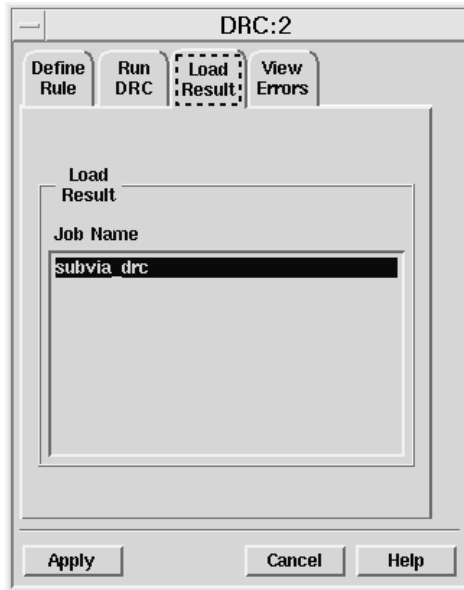 DRC:2
Define Run Load View
Rule DRC Result Errors
Load
Result
Job Name
subvia_drc
Apply Cancel Help